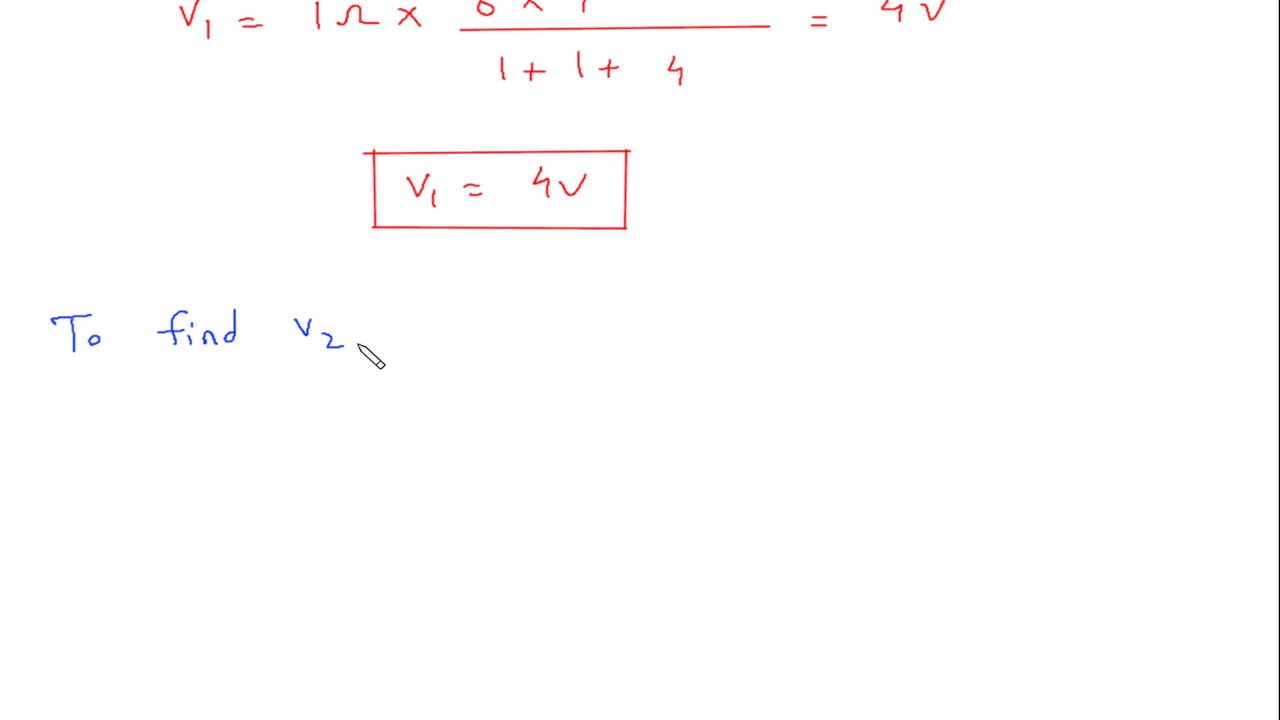 V₁ = 1Ω ×
= 4V
1 + 1 + 4
V₁ = 4V
To find V₂